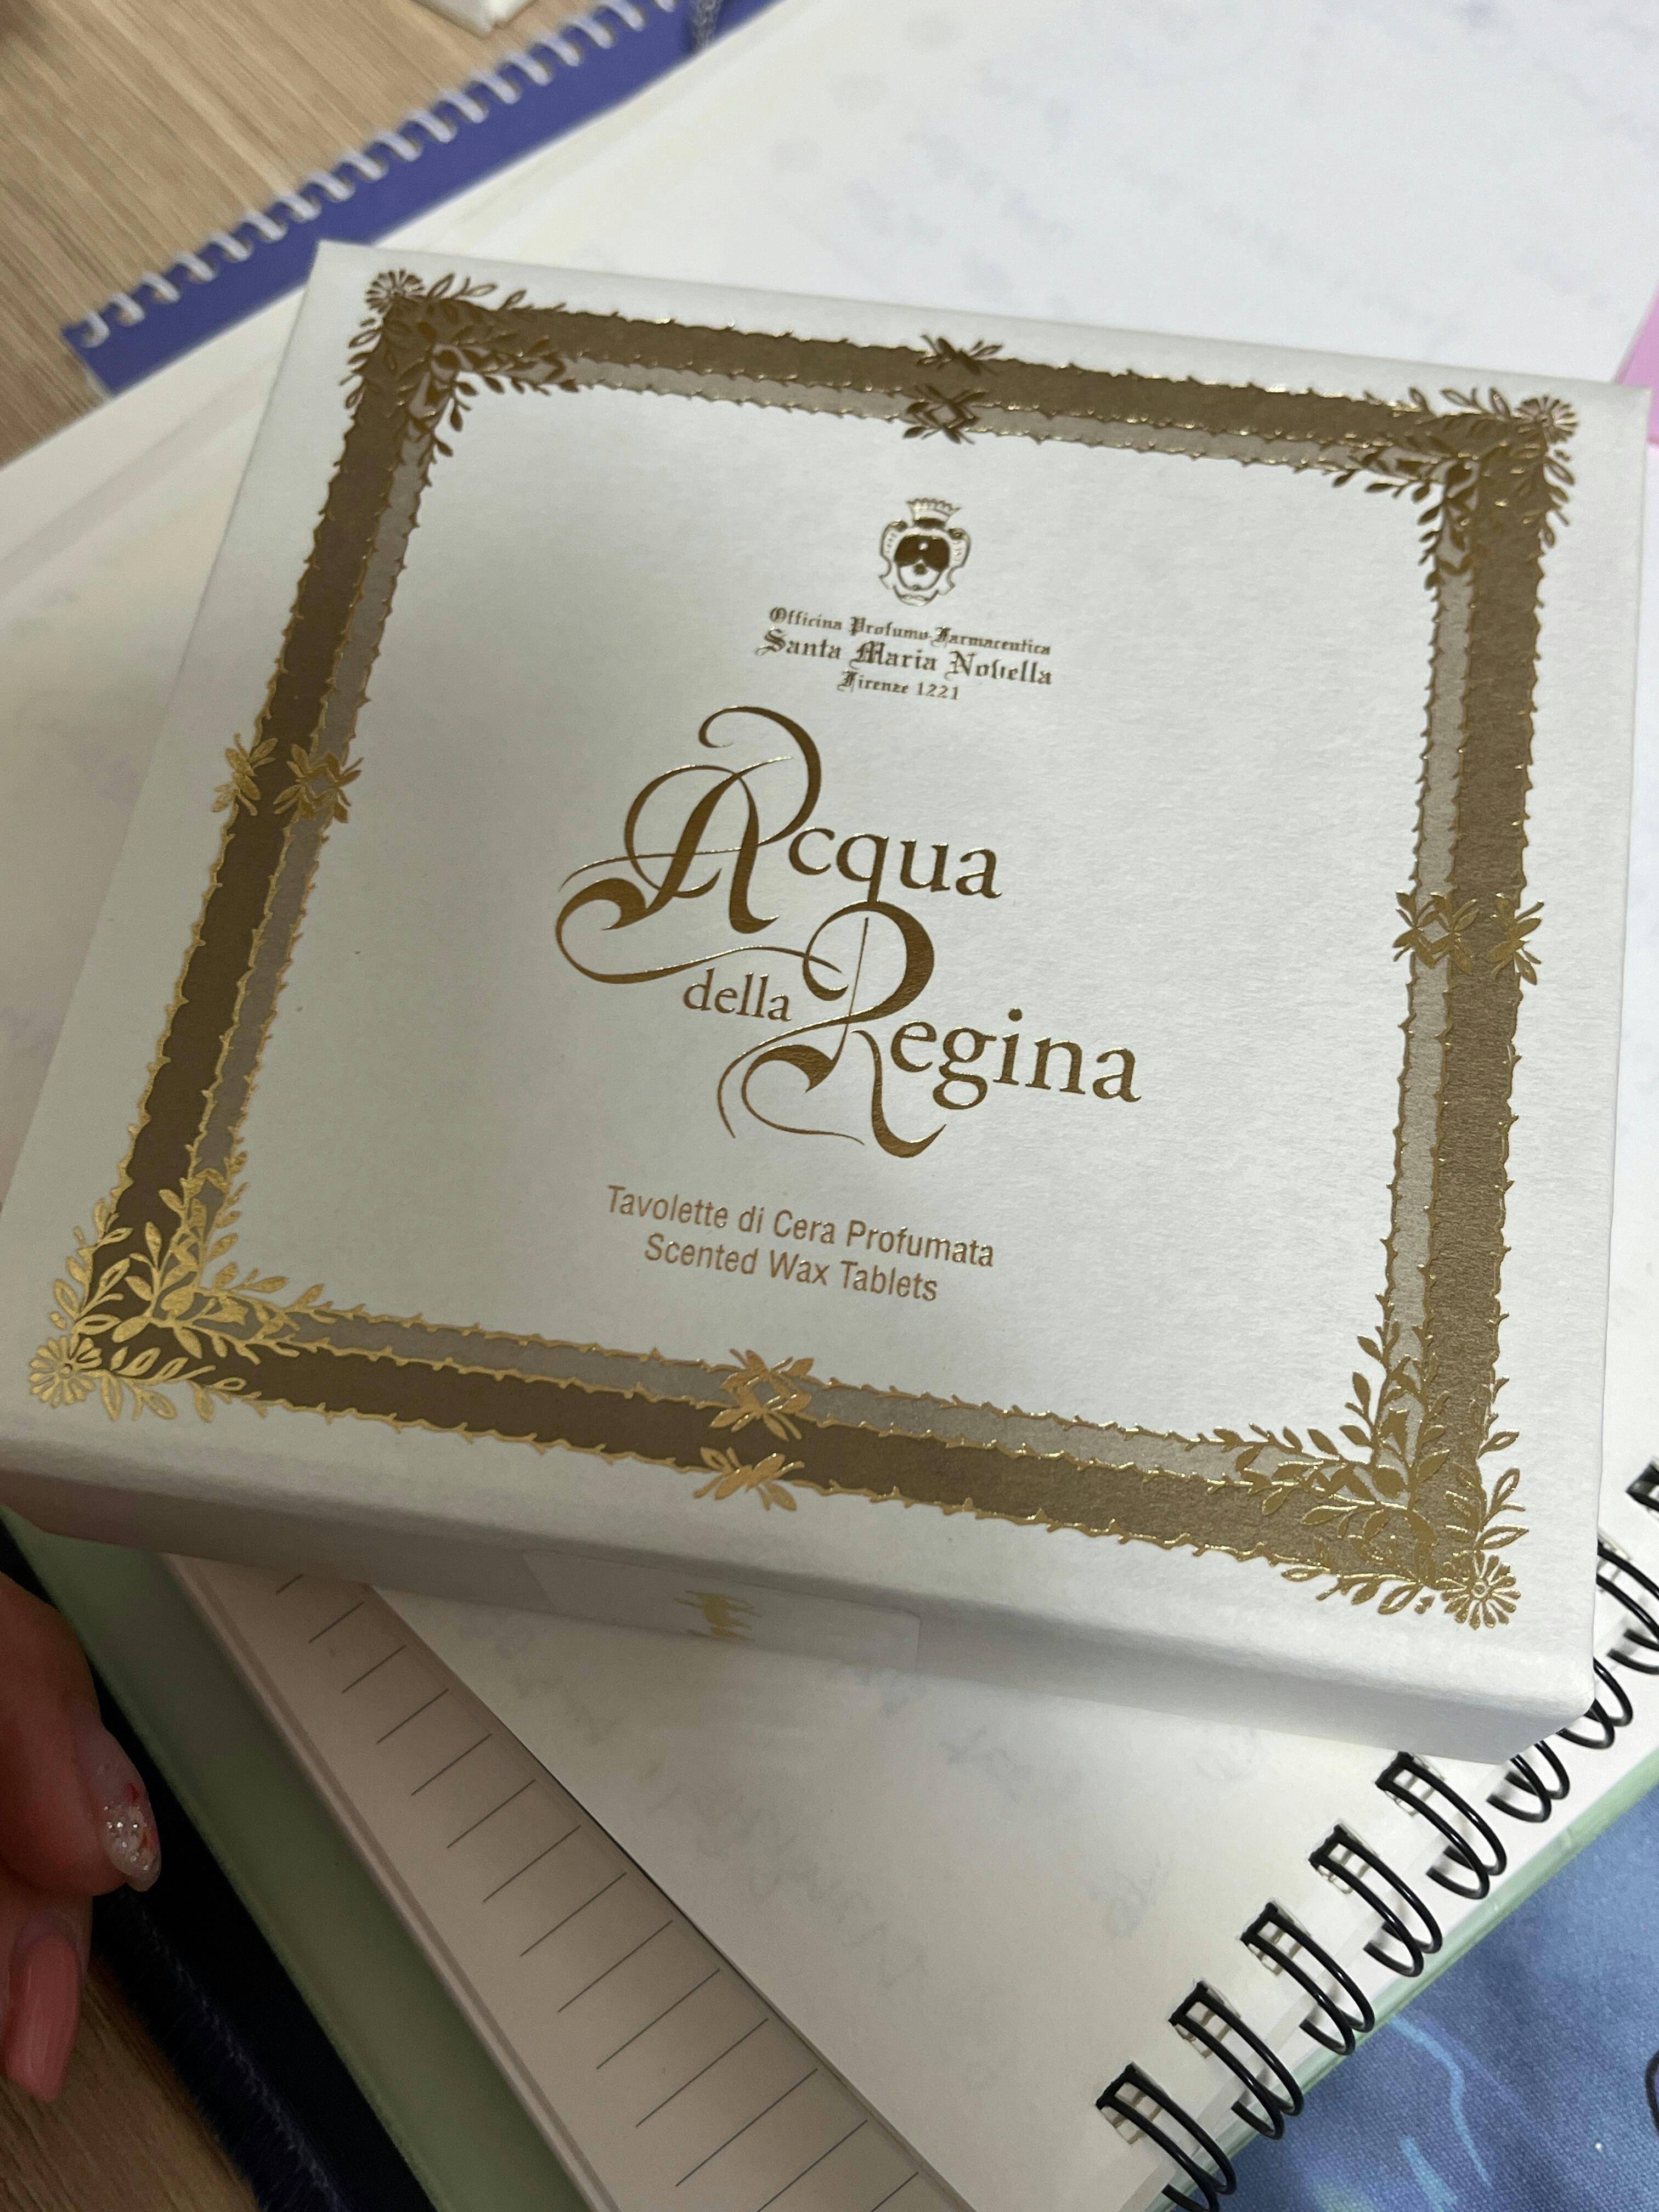 Officina Profumo-Farmaceutica
Santa Maria Novella
Firenze 1221
Acqua
della Regina
Tavolette di Cera Profumata
Scented Wax Tablets